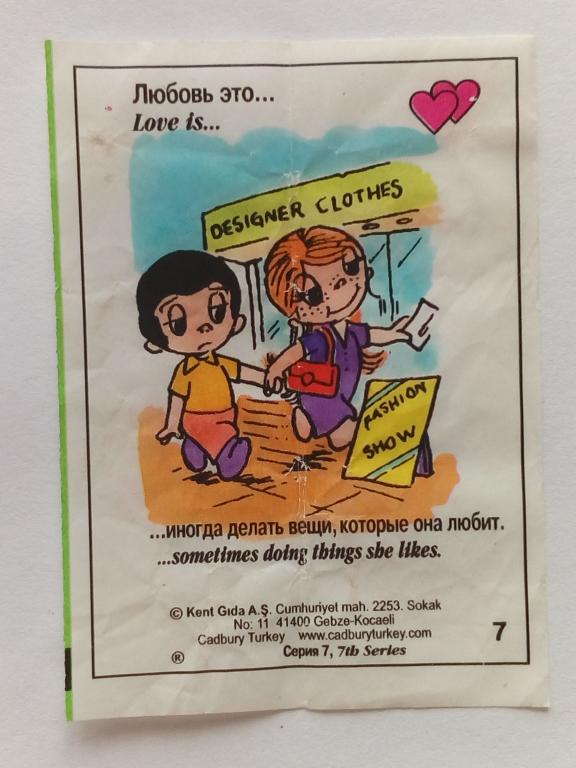 Любовь это...
Love is...
DESIGNER CLOTHES
FASHION
SHOW
...иногда делать вещи, которые она любит.
...sometimes doing things she likes.
© Kent Gıda A.Ş. Cumhuriyet mah. 2253. Sokak
No: 11 41400 Gebze-Kocaeli
Cadbury Turkey www.cadburyturkey.com
® Серия 7, 7th Series
7